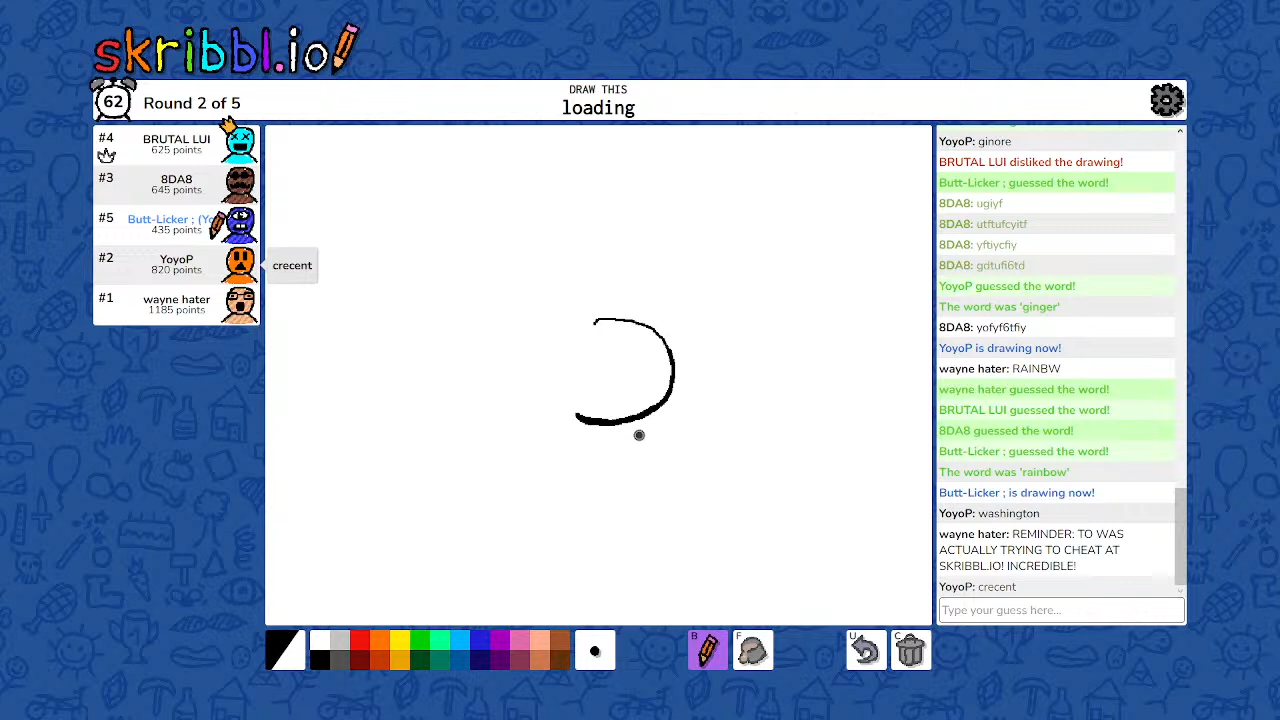 skribbl.io
62
Round 2 of 5
DRAW THIS
loading
#4
BRUTAL LUI
625 points
#3
8DA8
645 points
#5
Butt-Licker ; (Yo
435 points
#2
YoyoP
820 points
crecent
#1
wayne hater
1185 points
YoyoP: ginore
BRUTAL LUI disliked the drawing!
Butt-Licker ; guessed the word!
8DA8: ugiyf
8DA8: utftufcyitf
8DA8: yftiycfiy
8DA8: gdtufi6td
YoyoP guessed the word!
The word was 'ginger'
8DA8: yofyf6tfiy
YoyoP is drawing now!
wayne hater: RAINBW
wayne hater guessed the word!
BRUTAL LUI guessed the word!
8DA8 guessed the word!
Butt-Licker ; guessed the word!
The word was 'rainbow'
Butt-Licker ; is drawing now!
YoyoP: washington
wayne hater: REMINDER: TO WAS
ACTUALLY TRYING TO CHEAT AT
SKRIBBL.IO! INCREDIBLE!
YoyoP: crecent
Type your guess here...
B
F
U
C